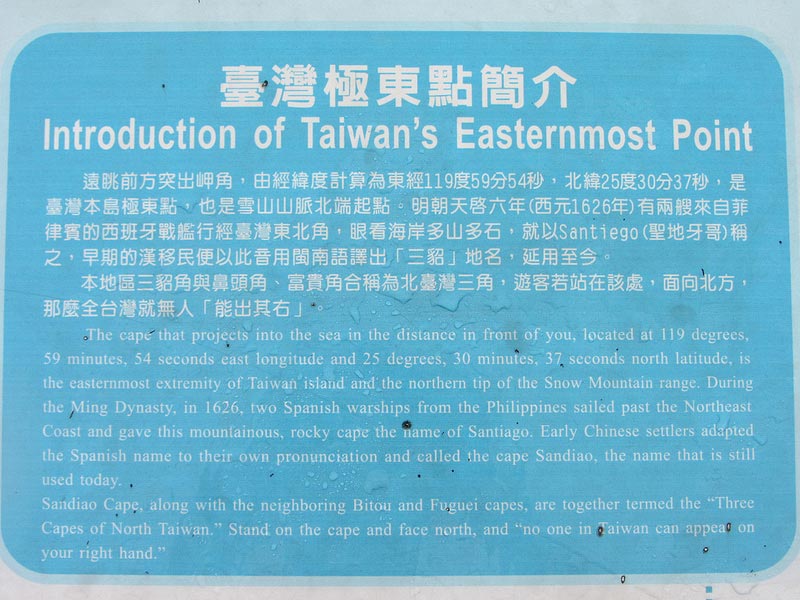 臺灣極東點簡介
Introduction of Taiwan's Easternmost Point
遠眺前方突出岬角，由經緯度計算為東經119度59分54秒，北緯25度30分37秒，是
臺灣本島極東點，也是雪山山脈北端起點。明朝天啓六年(西元1626年)有兩艘來自菲
律賓的西班牙戰艦行經臺灣東北角，眼看海岸多山多石，就以Santiego(聖地牙哥)稱
之，早期的漢移民便以此音用閩南語譯出「三貂」地名，延用至今。
本地區三貂角與鼻頭角、富貴角合稱為北臺灣三角，遊客若站在該處，面向北方，
那麼全台灣就無人「能出其右」。
The cape that projects into the sea in the distance in front of you, located at 119 degrees,
59 minutes, 54 seconds east longitude and 25 degrees, 30 minutes, 37 seconds north latitude, is
the easternmost extremity of Taiwan island and the northern tip of the Snow Mountain range. During
the Ming Dynasty, in 1626, two Spanish warships from the Philippines sailed past the Northeast
Coast and gave this mountainous, rocky cape the name of Santiago. Early Chinese settlers adapted
the Spanish name to their own pronunciation and called the cape Sandiao, the name that is still
used today.
Sandiao Cape, along with the neighboring Bitou and Fuguei capes, are together termed the "Three
Capes of North Taiwan." Stand on the cape and face north, and "no one in Taiwan can appear on
your right hand."